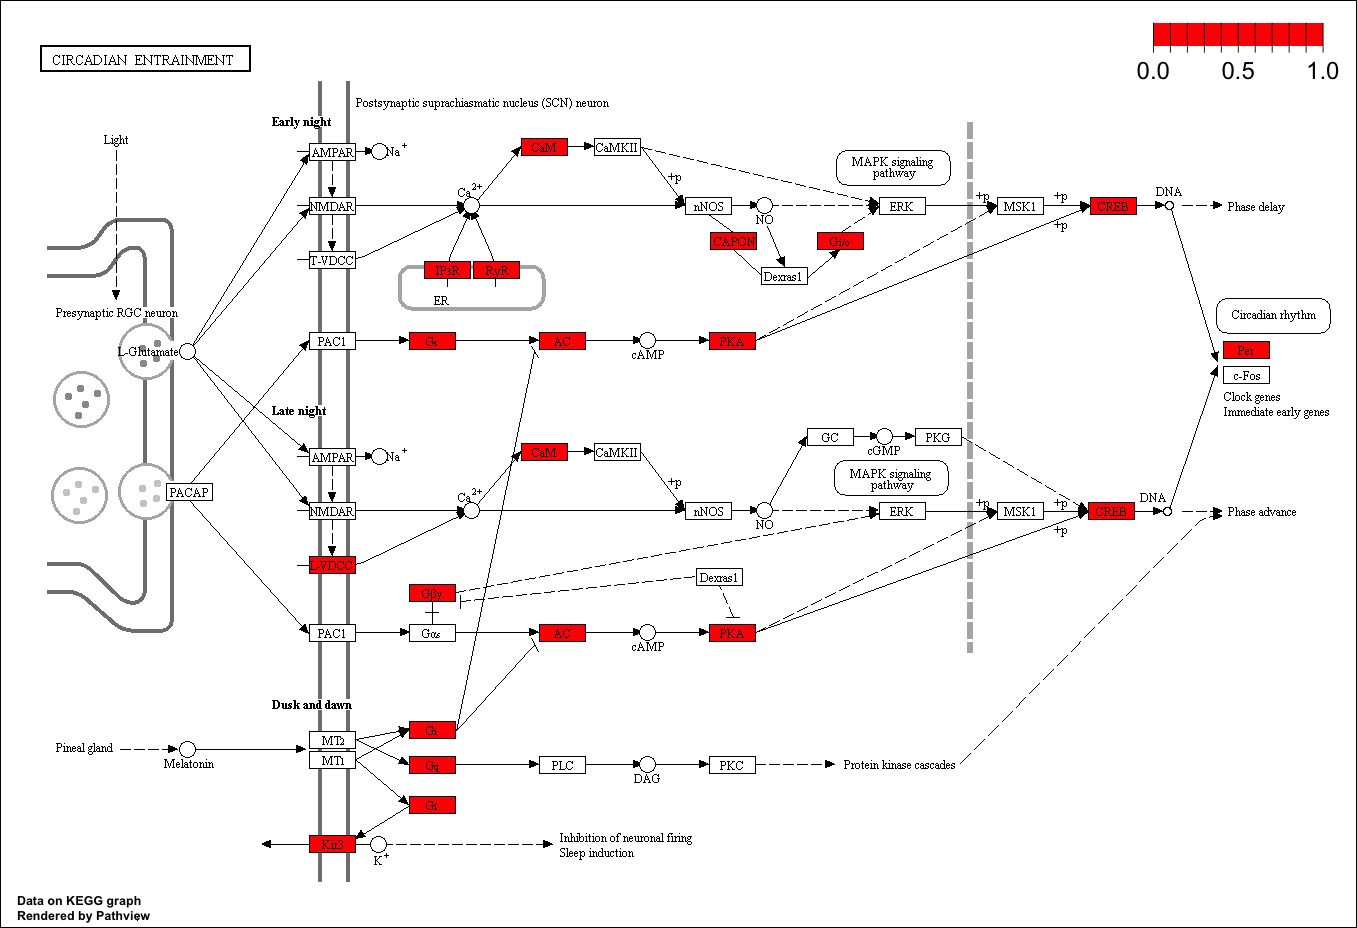 CIRCADIAN ENTRAINMENT
0.0 0.5 1.0
Postsynaptic suprachiasmatic nucleus (SCN) neuron
Early night
Light
AMPAR
Na+
CaM
CaMKII
MAPK signaling
pathway
+p
Ca2+
NMDAR
nNOS
NO
ERK
+p
MSK1
+p
CREB
DNA
Phase delay
+p
CAPON
Gi/o
T-VDCC
IP3R
RyR
Dexras1
ER
Presynaptic RGC neuron
Circadian rhythm
L-Glutamate
PAC1
Gs
AC
cAMP
PKA
Per
c-Fos
Clock genes
Immediate early genes
Late night
AMPAR
Na+
CaM
CaMKII
GC
cGMP
PKG
MAPK signaling
pathway
PACAP
+p
Ca2+
NMDAR
nNOS
NO
ERK
+p
MSK1
+p
CREB
DNA
Phase advance
+p
L-VDCC
Gβγ
Dexras1
PAC1
Gαs
AC
cAMP
PKA
Dusk and dawn
Gi
Pineal gland
Melatonin
MT2
MT1
Gq
PLC
DAG
PKC
Protein kinase cascades
Gi
Kir3
K+
Inhibition of neuronal firing
Sleep induction
Data on KEGG graph
Rendered by Pathview